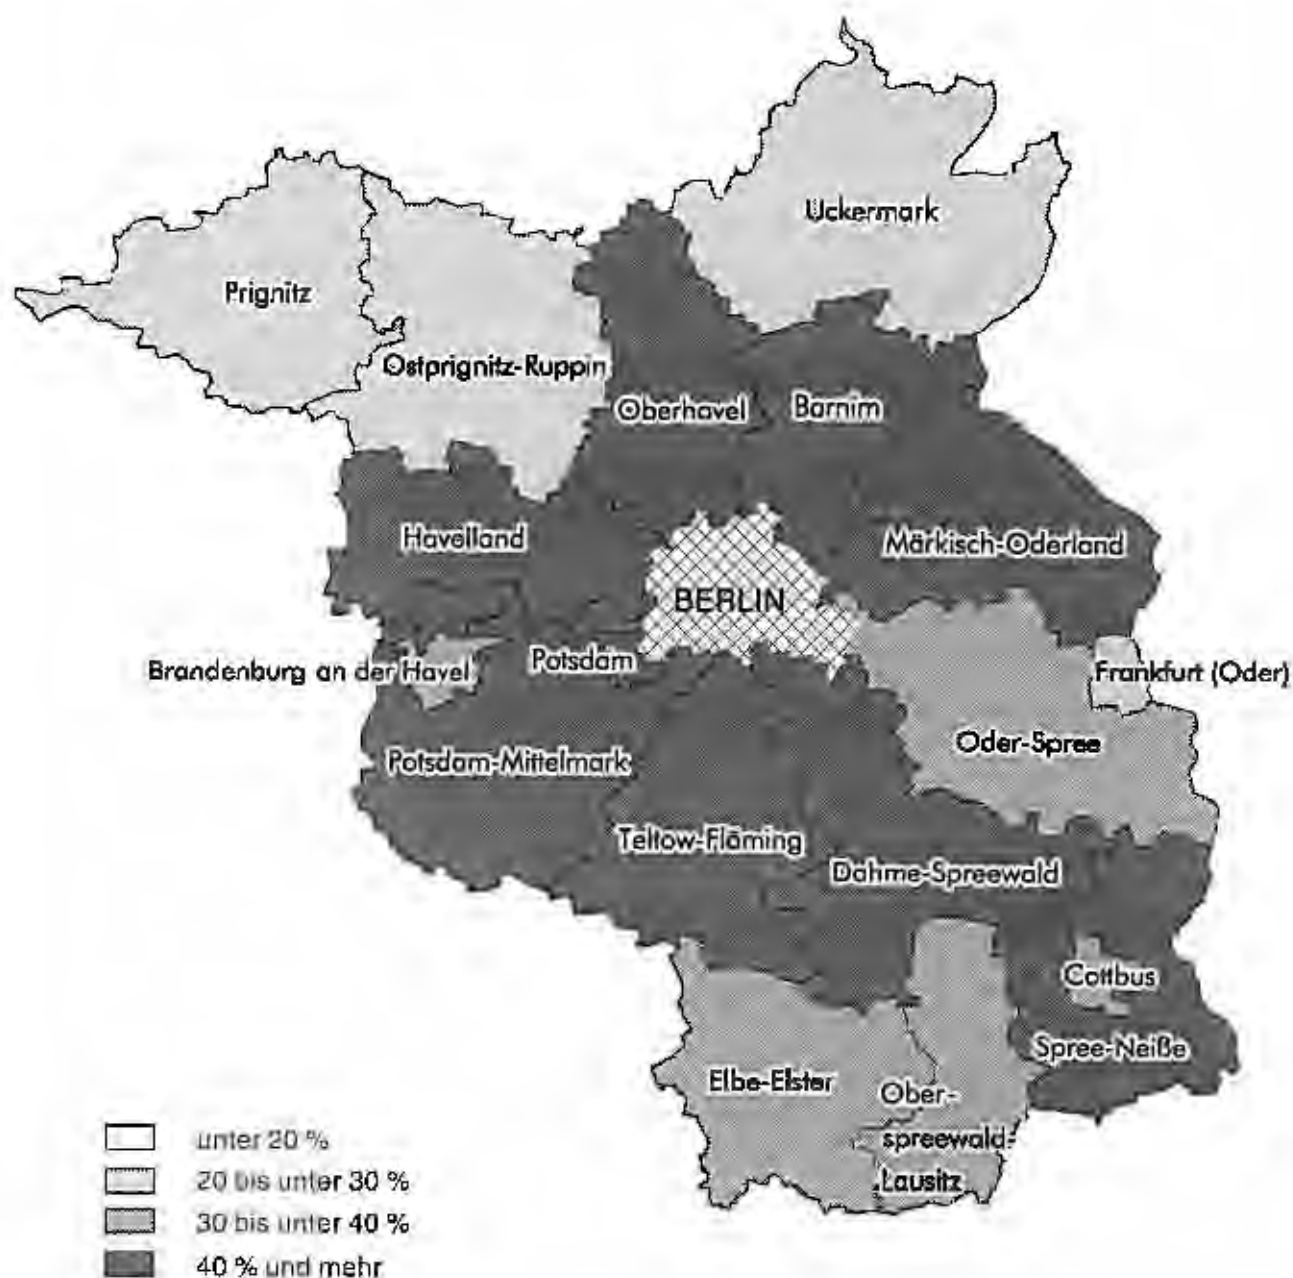 Uckermark
Prignitz
Ostprignitz-Ruppin
Oberhavel
Barnim
Havelland
Märkisch-Oderland
BERLIN
Brandenburg an der Havel
Potsdam
Frankfurt (Oder)
Potsdam-Mittelmark
Oder-Spree
Teltow-Fläming
Dahme-Spreewald
Cottbus
Spree-Neiße
Elbe-Elster
Ober-
spreewald-
Lausitz
unter 20 %
20 bis unter 30 %
30 bis unter 40 %
40 % und mehr